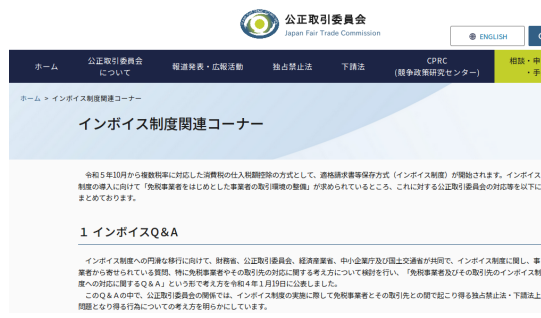 公正取引委員会
Japan Fair Trade Commission
ENGLISH
ホーム
公正取引委員会
について
報道発表・広報活動
独占禁止法
下請法
CPRC
(競争政策研究センター)
相談・申
・手
ホーム > インボイス制度関連コーナー
インボイス制度関連コーナー
令和５年10月から複数税率に対応した消費税の仕入税額控除の方式として、適格請求書等保存方式（インボイス制度）が開始されます。インボイス
制度の導入に向けて「免税事業者をはじめとした事業者の取引環境の整備」が求められているところ、これに対する公正取引委員会の対応等を以下に
まとめております。
１ インボイスQ＆A
インボイス制度への円滑な移行に向けて、財務省、公正取引委員会、経済産業省、中小企業庁及び国土交通省が共同で、インボイス制度に関し、事
業者から寄せられている質問、特に免税事業者やその取引先の対応に関する考え方について検討を行い、「免税事業者及びその取引先のインボイス制
度への対応に関するQ＆A」という形で考え方を令和４年１月19日に公表しました。
このQ＆Aの中で、公正取引委員会の関係では、インボイス制度の実施に際して免税事業者とその取引先との間で起こり得る独占禁止法・下請法上
問題となり得る行為についての考え方を明らかにしています。